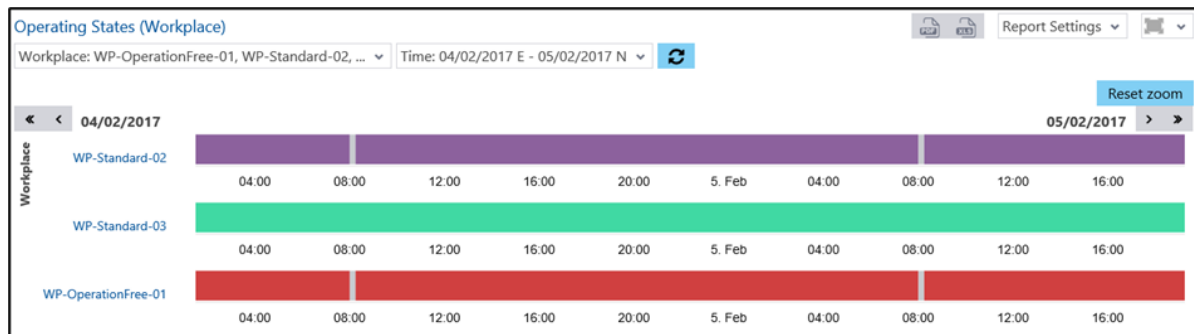 Operating States (Workplace)
PDF XLS Report Settings
Workplace: WP-OperationFree-01, WP-Standard-02, ... Time: 04/02/2017 E - 05/02/2017 N
Reset zoom
04/02/2017 05/02/2017
Workplace
WP-Standard-02
04:00 08:00 12:00 16:00 20:00 5. Feb 04:00 08:00 12:00 16:00
WP-Standard-03
04:00 08:00 12:00 16:00 20:00 5. Feb 04:00 08:00 12:00 16:00
WP-OperationFree-01
04:00 08:00 12:00 16:00 20:00 5. Feb 04:00 08:00 12:00 16:00